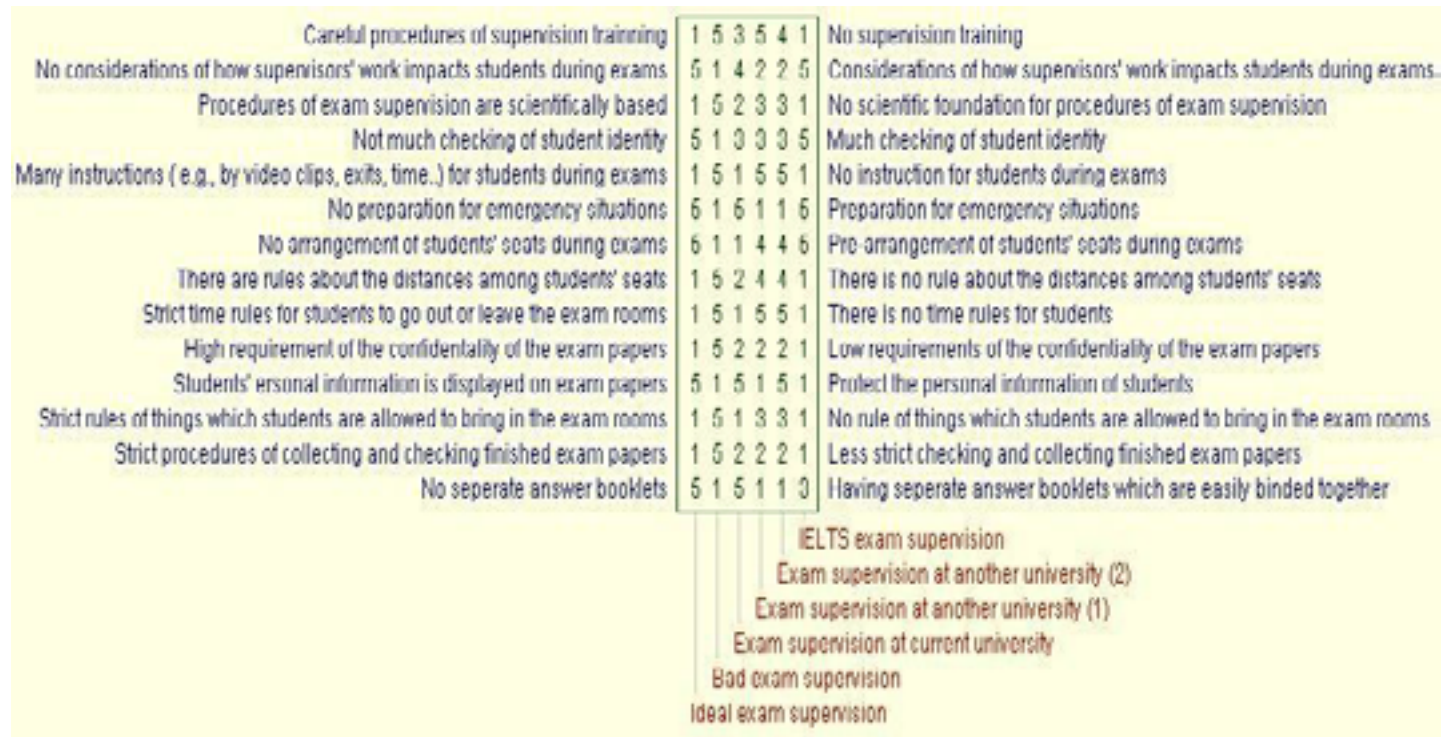 Careful procedures of supervision trainning 1 5 3 5 4 1 No supervision training
No considerations of how supervisors' work impacts students during exams 5 1 4 2 2 5 Considerations of how supervisors' work impacts students during exams..
Procedures of exam supervision are scientifically based 1 5 2 3 3 1 No scientific foundation for procedures of exam supervision
Not much checking of student identity 5 1 3 3 3 5 Much checking of student identity
Many instructions ( e.g., by video clips, exits, time..) for students during exams 1 5 1 5 5 1 No instruction for students during exams
No preparation for emergency situations 5 1 5 1 1 5 Preparation for emergency situations
No arrangement of students' seats during exams 5 1 1 4 4 5 Pre-arrangement of students' seats during exams
There are rules about the distances among students' seats 1 5 2 4 4 1 There is no rule about the distances among students' seats
Strict time rules for students to go out or leave the exam rooms 1 5 1 5 5 1 There is no time rules for students
High requirement of the confidentality of the exam papers 1 5 2 2 2 1 Low requirements of the confidentiality of the exam papers
Students' ersonal information is displayed on exam papers 5 1 5 1 5 1 Protect the personal information of students
Strict rules of things which students are allowed to bring in the exam rooms 1 5 1 3 3 1 No rule of things which students are allowed to bring in the exam rooms
Strict procedures of collecting and checking finished exam papers 1 5 2 2 2 1 Less strict checking and collecting finished exam papers
No seperate answer booklets 5 1 5 1 1 3 Having seperate answer booklets which are easily binded together
IELTS exam supervision
Exam supervision at another university (2)
Exam supervision at another university (1)
Exam supervision at current university
Bad exam supervision
Ideal exam supervision